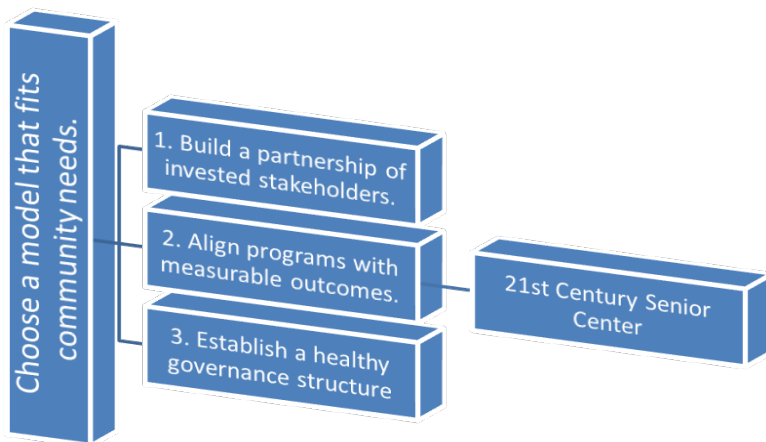 Choose a model that fits
community needs.
1. Build a partnership of
invested stakeholders.
2. Align programs with
measurable outcomes.
3. Establish a healthy
governance structure
21st Century Senior
Center